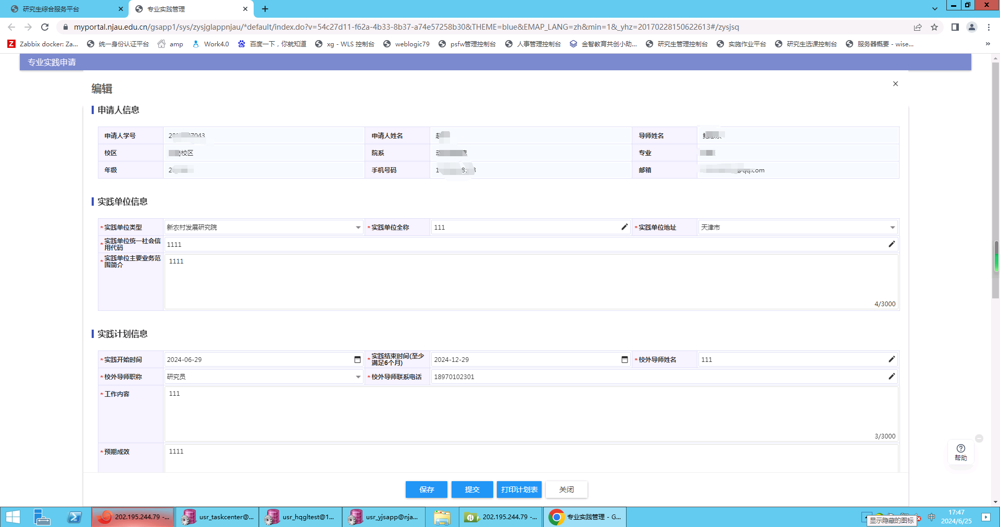 研究生综合服务平台
专业实践管理
myportal.njau.edu.cn/gsapp1/sys/zysjglappnjau/*default/index.do?v=54c27d11-f62a-4b33-8b37-a74e57258b30&THEME=blue&EMAP_LANG=zh&min=1&_yhz=20170228150622613#/zysjsq
Zabbix docker: Za... 统一身份认证平台 amp Work4.0 百度一下，你就知道 xg - WLS 控制台 weblogic79 psfw管理控制台 人事管理控制台 金智教育共创小助... 研究生管理控制台 实施作业平台 研究生选课控制台 服务器概要 - wise... »
专业实践申请
编辑
申请人信息
申请人学号 申请人姓名 导师姓名
校区 校区 院系 专业
年级 手机号码 邮箱 @qq.com
实践单位信息
*实践单位类型 新农村发展研究院 *实践单位全称 111 *实践单位地址 天津市
*实践单位统一社会信
用代码 1111
*实践单位主要业务范
围简介 1111
4/3000
实践计划信息
*实践开始时间 2024-06-29 *实践结束时间(至少
满足6个月) 2024-12-29 *校外导师姓名 111
*校外导师职称 研究员 *校外导师联系电话 18970102301
*工作内容 111
3/3000
*预期成效 1111
帮助
保存 提交 打印计划表 关闭
202.195.244.79 -... usr_taskcenter@... usr_hqgltest@1... usr_yjsapp@nja... 202.195.244.79 -... 专业实践管理 - G... 中 17:47
显示隐藏的图标 2024/6/25